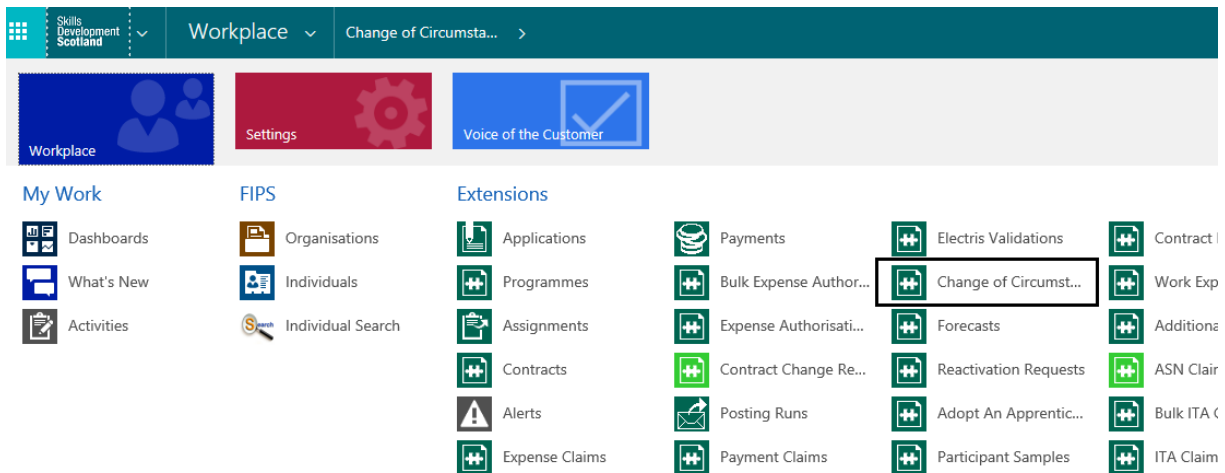 Skills
Development
Scotland
Workplace
Change of Circumsta...
Workplace
Settings
Voice of the Customer
My Work
FIPS
Extensions
Dashboards
Organisations
Applications
Payments
Electris Validations
Contract
What's New
Individuals
Programmes
Bulk Expense Author...
Change of Circumst...
Work Exp
Activities
Search
Individual Search
Assignments
Expense Authorisati...
Forecasts
Additiona
Contracts
Contract Change Re...
Reactivation Requests
ASN Clair
Alerts
Posting Runs
Adopt An Apprentic...
Bulk ITA
Expense Claims
Payment Claims
Participant Samples
ITA Claim